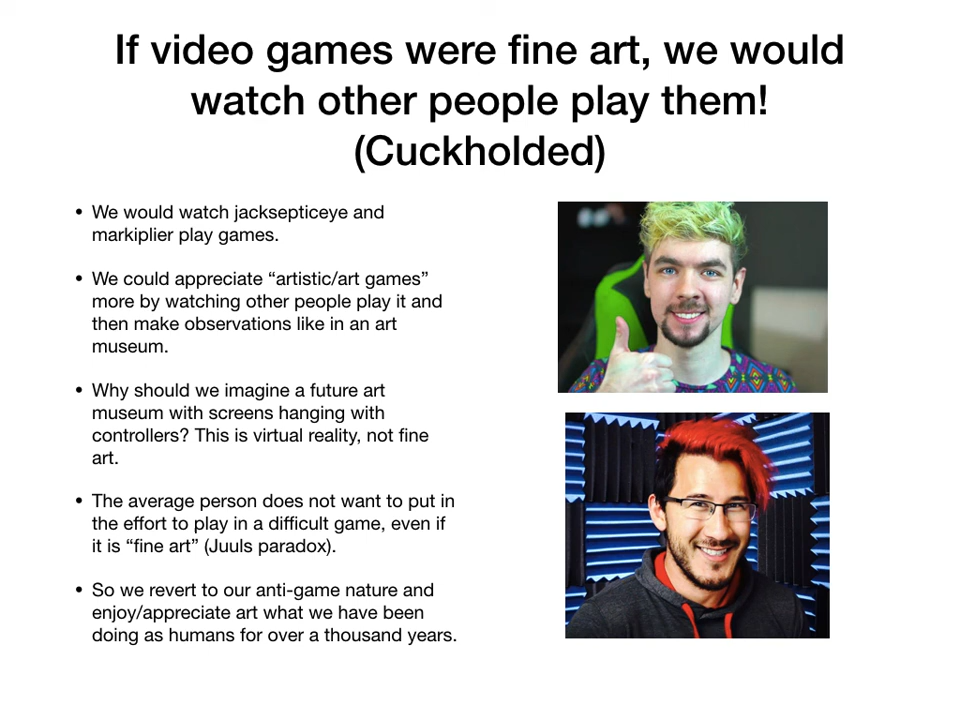 If video games were fine art, we would
watch other people play them!
(Cuckholded)
• We would watch jacksepticeye and
markiplier play games.
• We could appreciate “artistic/art games”
more by watching other people play it and
then make observations like in an art
museum.
• Why should we imagine a future art
museum with screens hanging with
controllers? This is virtual reality, not fine
art.
• The average person does not want to put in
the effort to play in a difficult game, even if
it is “fine art” (Juuls paradox).
• So we revert to our anti-game nature and
enjoy/appreciate art what we have been
doing as humans for over a thousand years.